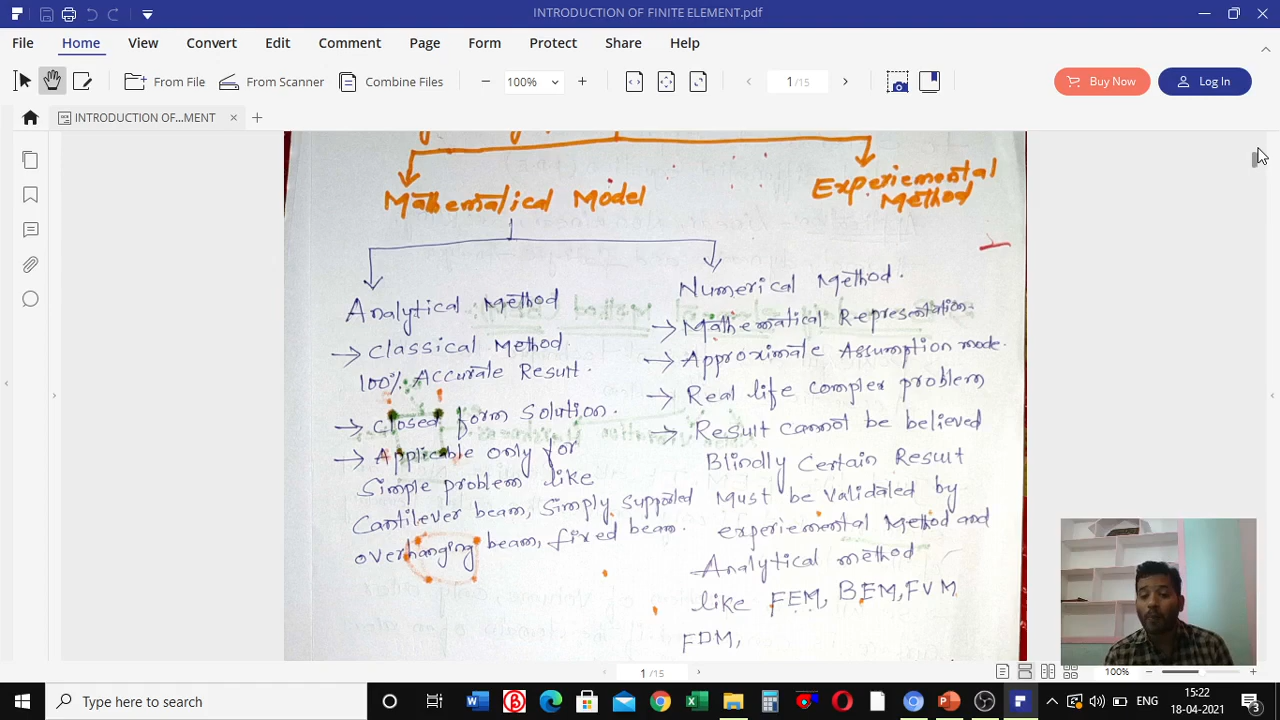 INTRODUCTION OF FINITE ELEMENT.pdf
File Home View Convert Edit Comment Page Form Protect Share Help
From File From Scanner Combine Files 100% 1 /15 Buy Now Log In
INTRODUCTION OF...MENT
Mathematical Model
Experiemental
Method
Analytical Method
→ Classical Method
100% Accurate Result.
→ Closed form Solution.
→ Applicable only for
Simple problem like
Cantilever beam, Simply supported
overhanging beam, fixed beam.
Numerical Method.
→ Mathematical Representation.
→ Approximate Assumption mode.
→ Real life complex problem
→ Result cannot be believed
Blindly Certain Result
Must be validated by
experiemental Method and
Analytical method
like FEM, BEM, FVM
FDM,
1 /15
100%
Type here to search
ENG
15:22
18-04-2021
3